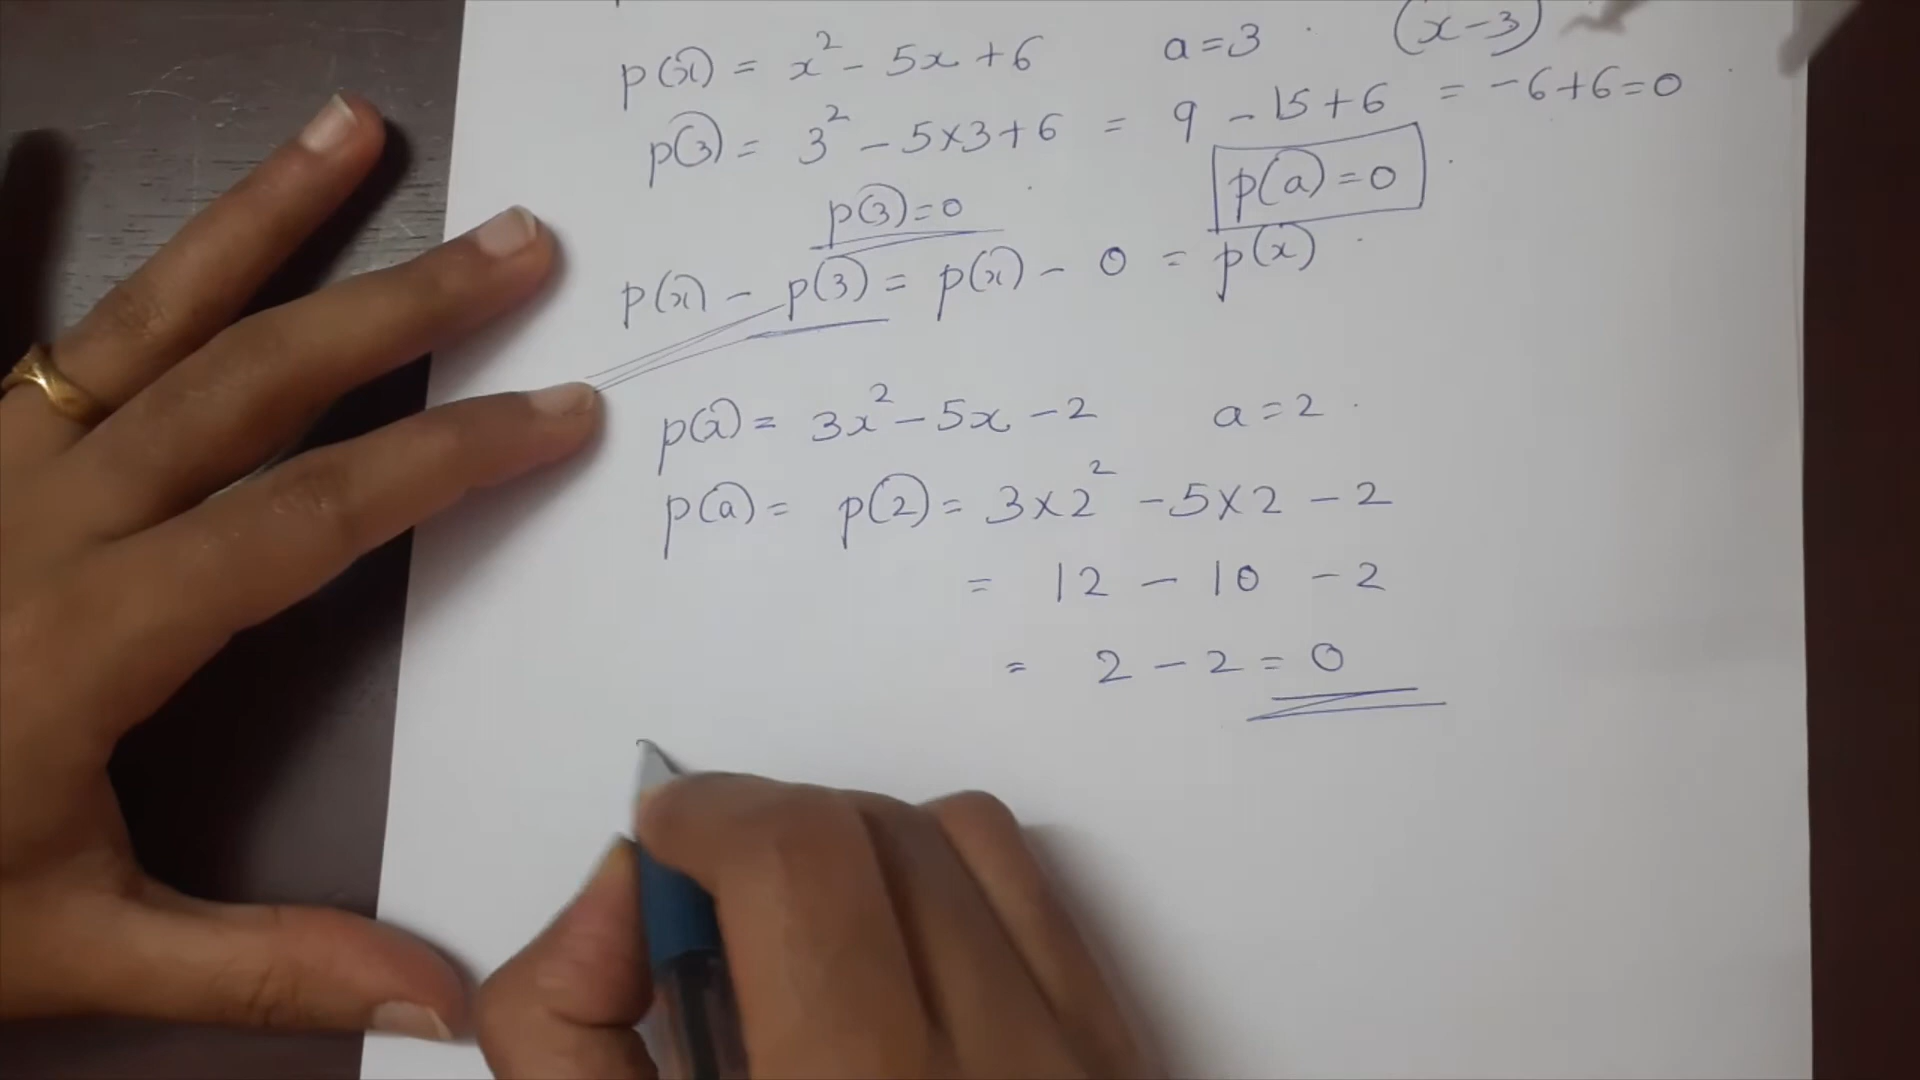 p(x) = x² - 5x + 6 a = 3 (x - 3)
p(3) = 3² - 5×3 + 6 = 9 - 15 + 6 = -6 + 6 = 0
p(3) = 0 p(a) = 0
p(x) - p(3) = p(x) - 0 = p(x)
p(x) = 3x² - 5x - 2 a = 2
p(a) = p(2) = 3×2² - 5×2 - 2
= 12 - 10 - 2
= 2 - 2 = 0